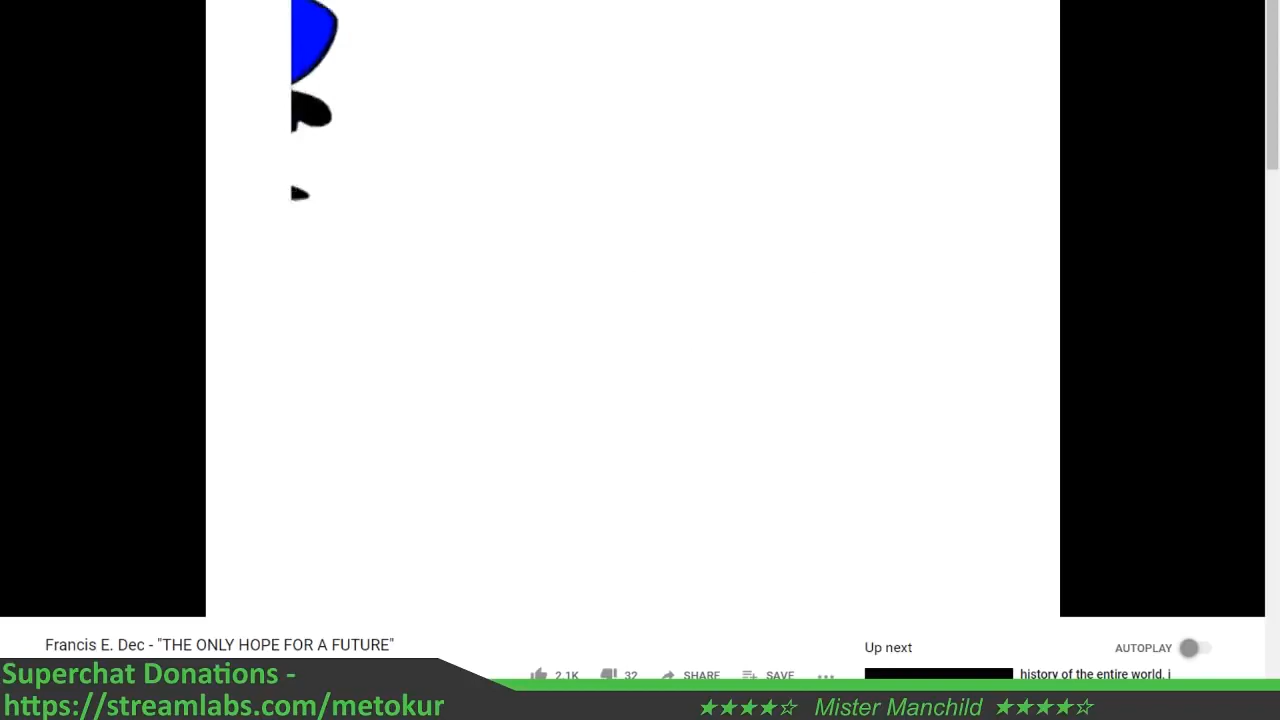 Francis E. Dec - "THE ONLY HOPE FOR A FUTURE"
Up next
AUTOPLAY
2.1K 32 SHARE SAVE
history of the entire world, i
Superchat Donations -
https://streamlabs.com/metokur
★★★★☆ Mister Manchild ★★★★☆